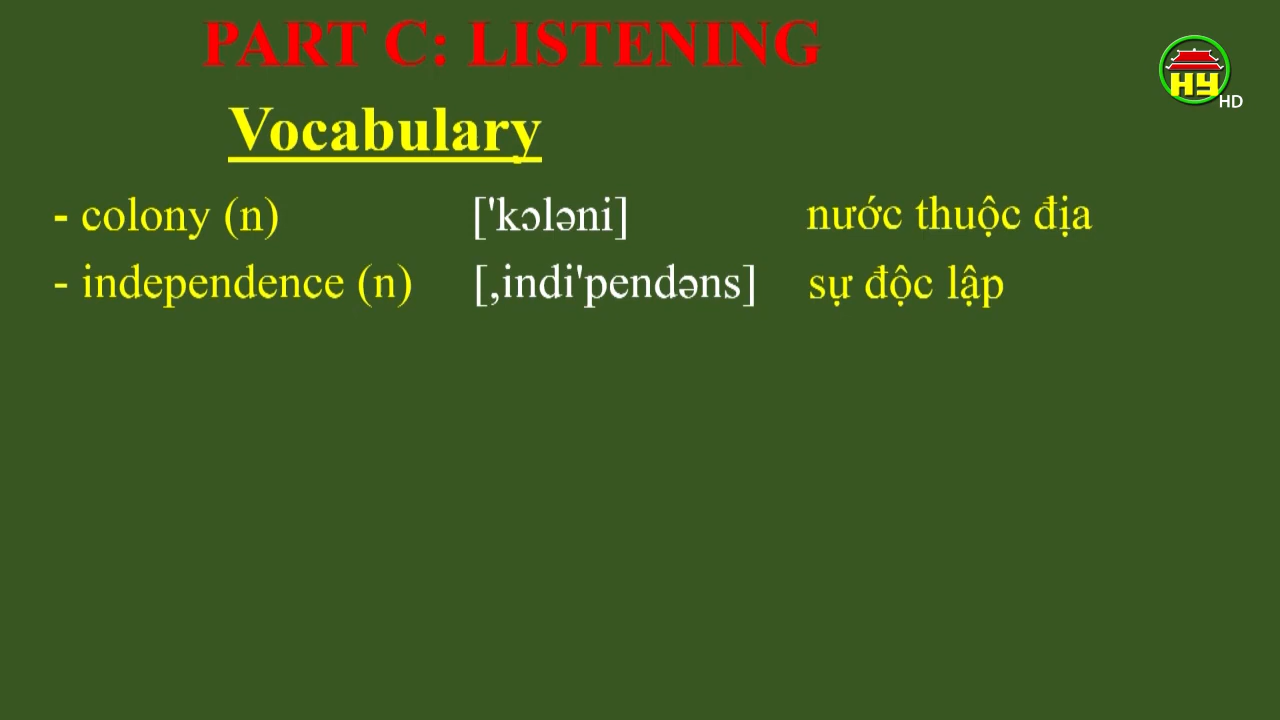 PART C: LISTENING
HY
HD
Vocabulary
- colony (n) ['kɔləni] nước thuộc địa
- independence (n) [,indi'pendəns] sự độc lập